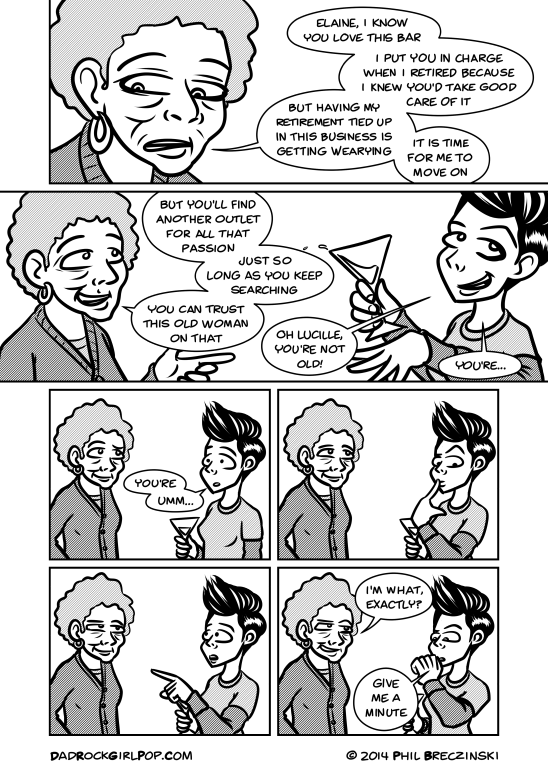 ELAINE, I KNOW
YOU LOVE THIS BAR
I PUT YOU IN CHARGE
WHEN I RETIRED BECAUSE
I KNEW YOU'D TAKE GOOD
CARE OF IT
BUT HAVING MY
RETIREMENT TIED UP
IN THIS BUSINESS IS
GETTING WEARYING
IT IS TIME
FOR ME TO
MOVE ON
BUT YOU'LL FIND
ANOTHER OUTLET
FOR ALL THAT
PASSION
JUST SO
LONG AS YOU KEEP
SEARCHING
YOU CAN TRUST
THIS OLD WOMAN
ON THAT
OH LUCILLE,
YOU'RE NOT
OLD!
YOU'RE...
YOU'RE
UMM...
I'M WHAT,
EXACTLY?
GIVE
ME A
MINUTE
DADROCKGIRLPOP.COM
© 2014 PHIL BRECZINSKI